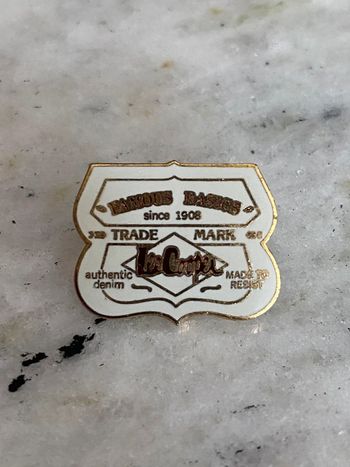 FAMOUS BASICS
since 1908
TRADE MARK
Lee Cooper
authentic denim
MADE TO RESIST